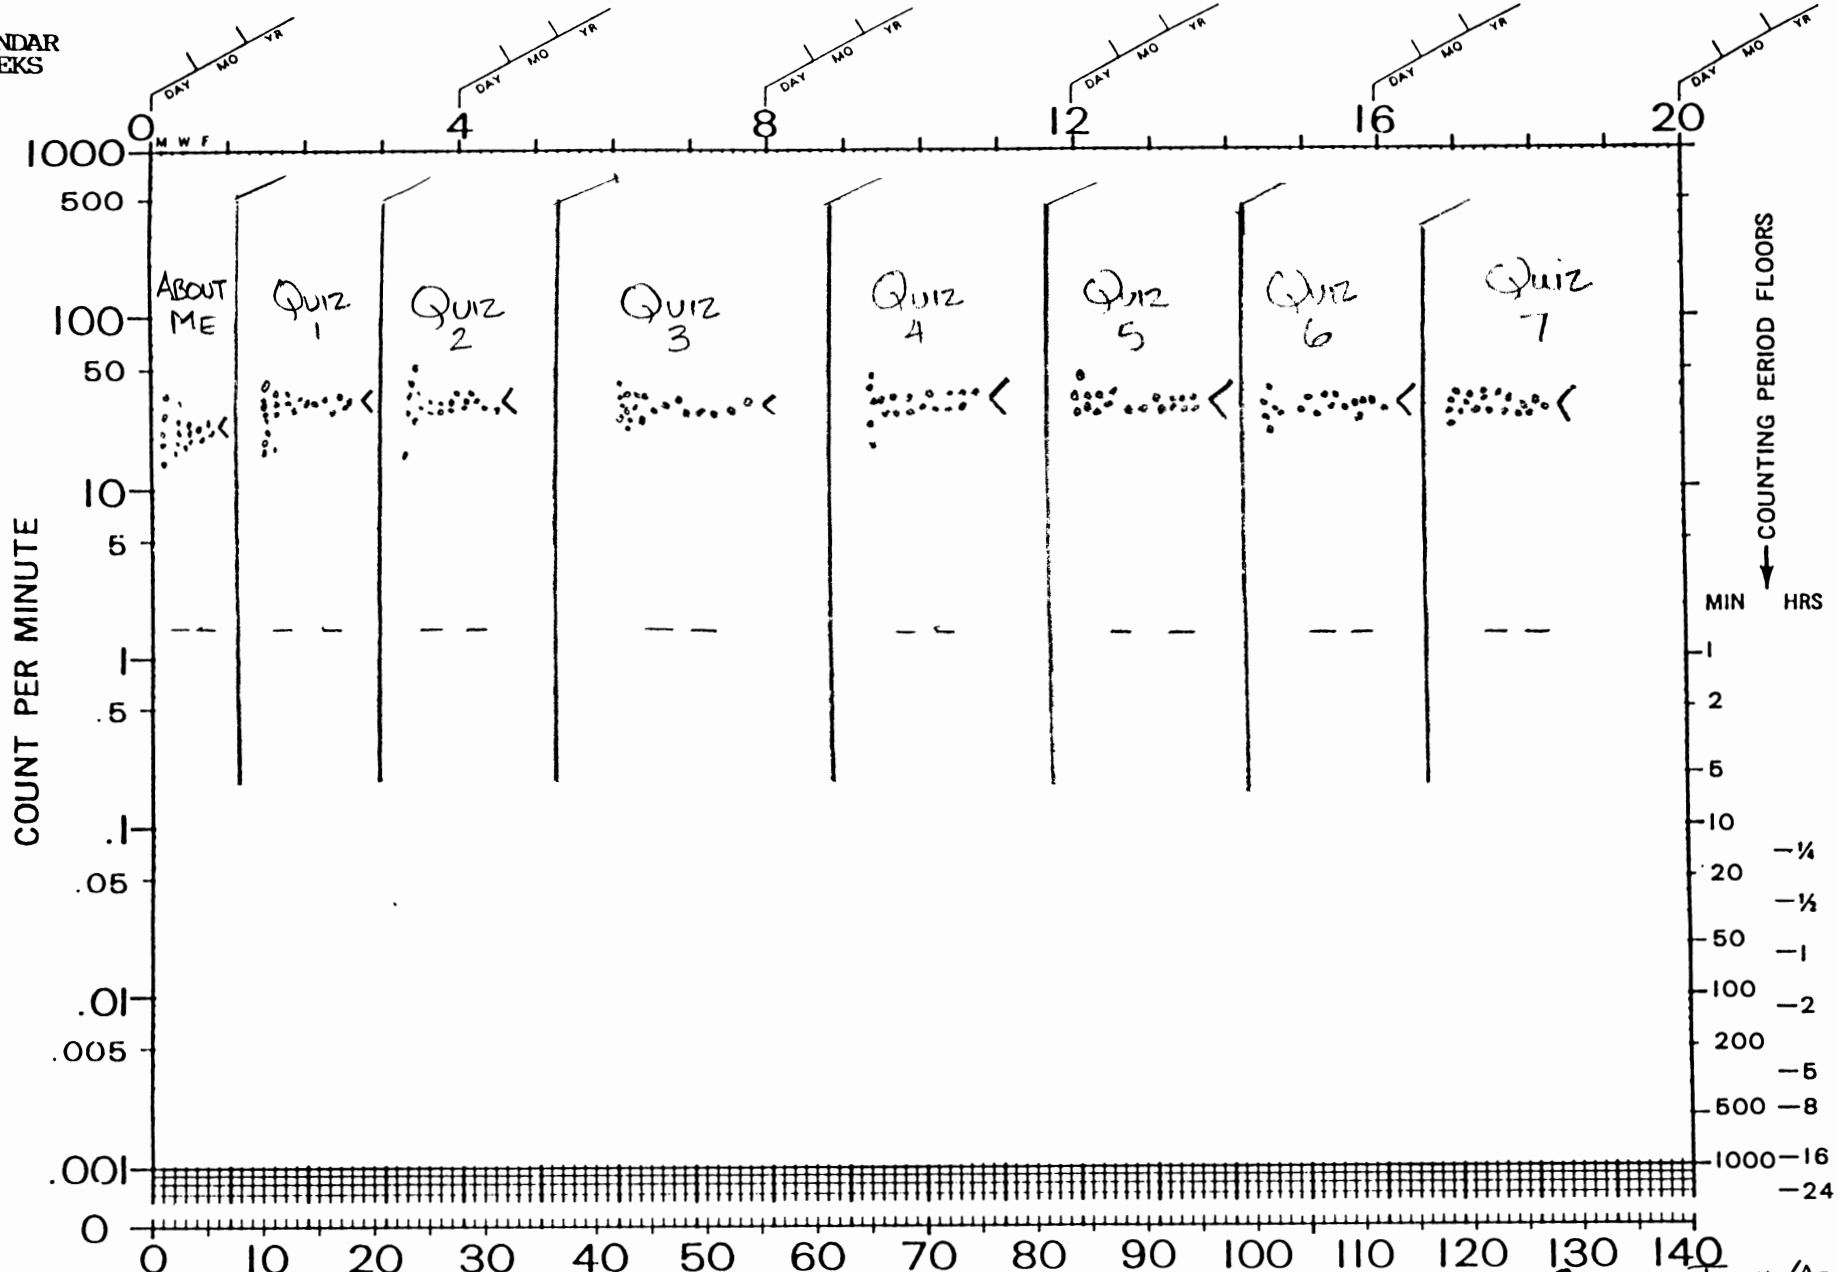 NDAR
EKS
DAY MO YR
DAY MO YR
DAY MO YR
DAY MO YR
DAY MO YR
DAY MO YR
0 4 8 12 16 20
M W F
1000
500
100
50
10
5
1
.5
.1
.05
.01
.005
.001
0
COUNT PER MINUTE
ABOUT
ME
QUIZ
1
QUIZ
2
QUIZ
3
QUIZ
4
QUIZ
5
QUIZ
6
Quiz
7
COUNTING PERIOD FLOORS
MIN HRS
1
2
5
10
1/4
20
1/2
50
1
100
2
200
5
500 8
1000 16
24
0 10 20 30 40 50 60 70 80 90 100 110 120 130 140